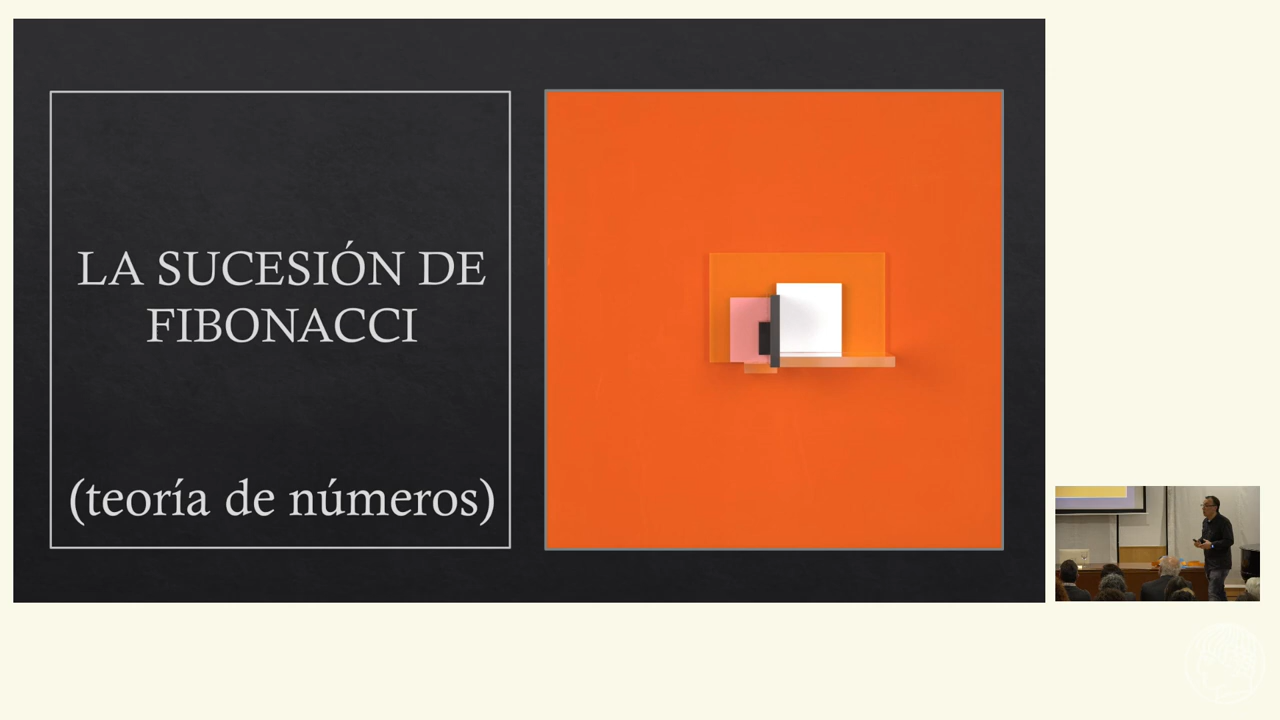 LA SUCESIÓN DE
FIBONACCI
(teoría de números)